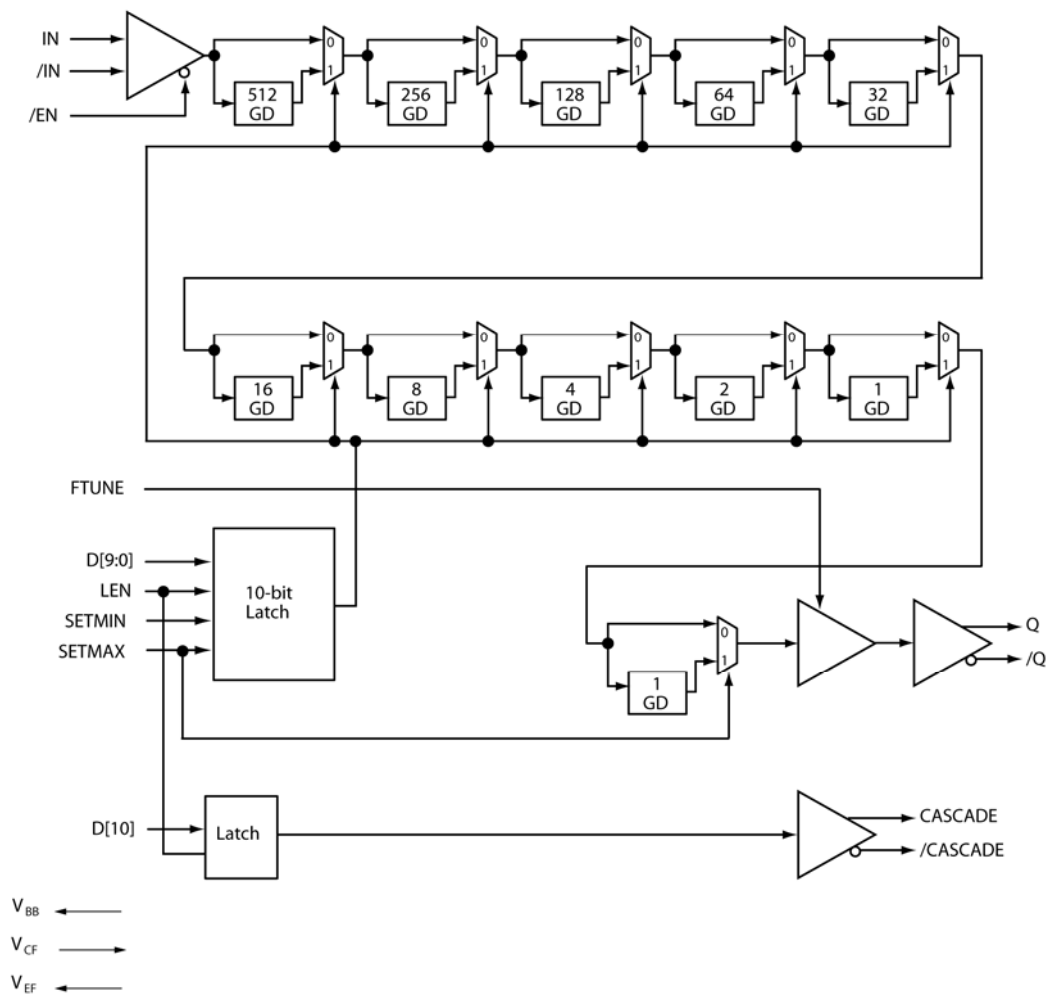 IN
/IN
/EN
0
1
512
GD
0
1
256
GD
0
1
128
GD
0
1
64
GD
0
1
32
GD
0
1
16
GD
0
1
8
GD
0
1
4
GD
0
1
2
GD
0
1
1
GD
FTUNE
D[9:0]
LEN
SETMIN
SETMAX
10-bit
Latch
0
1
1
GD
Q
/Q
D[10]
Latch
CASCADE
/CASCADE
VBB
VCF
VEF